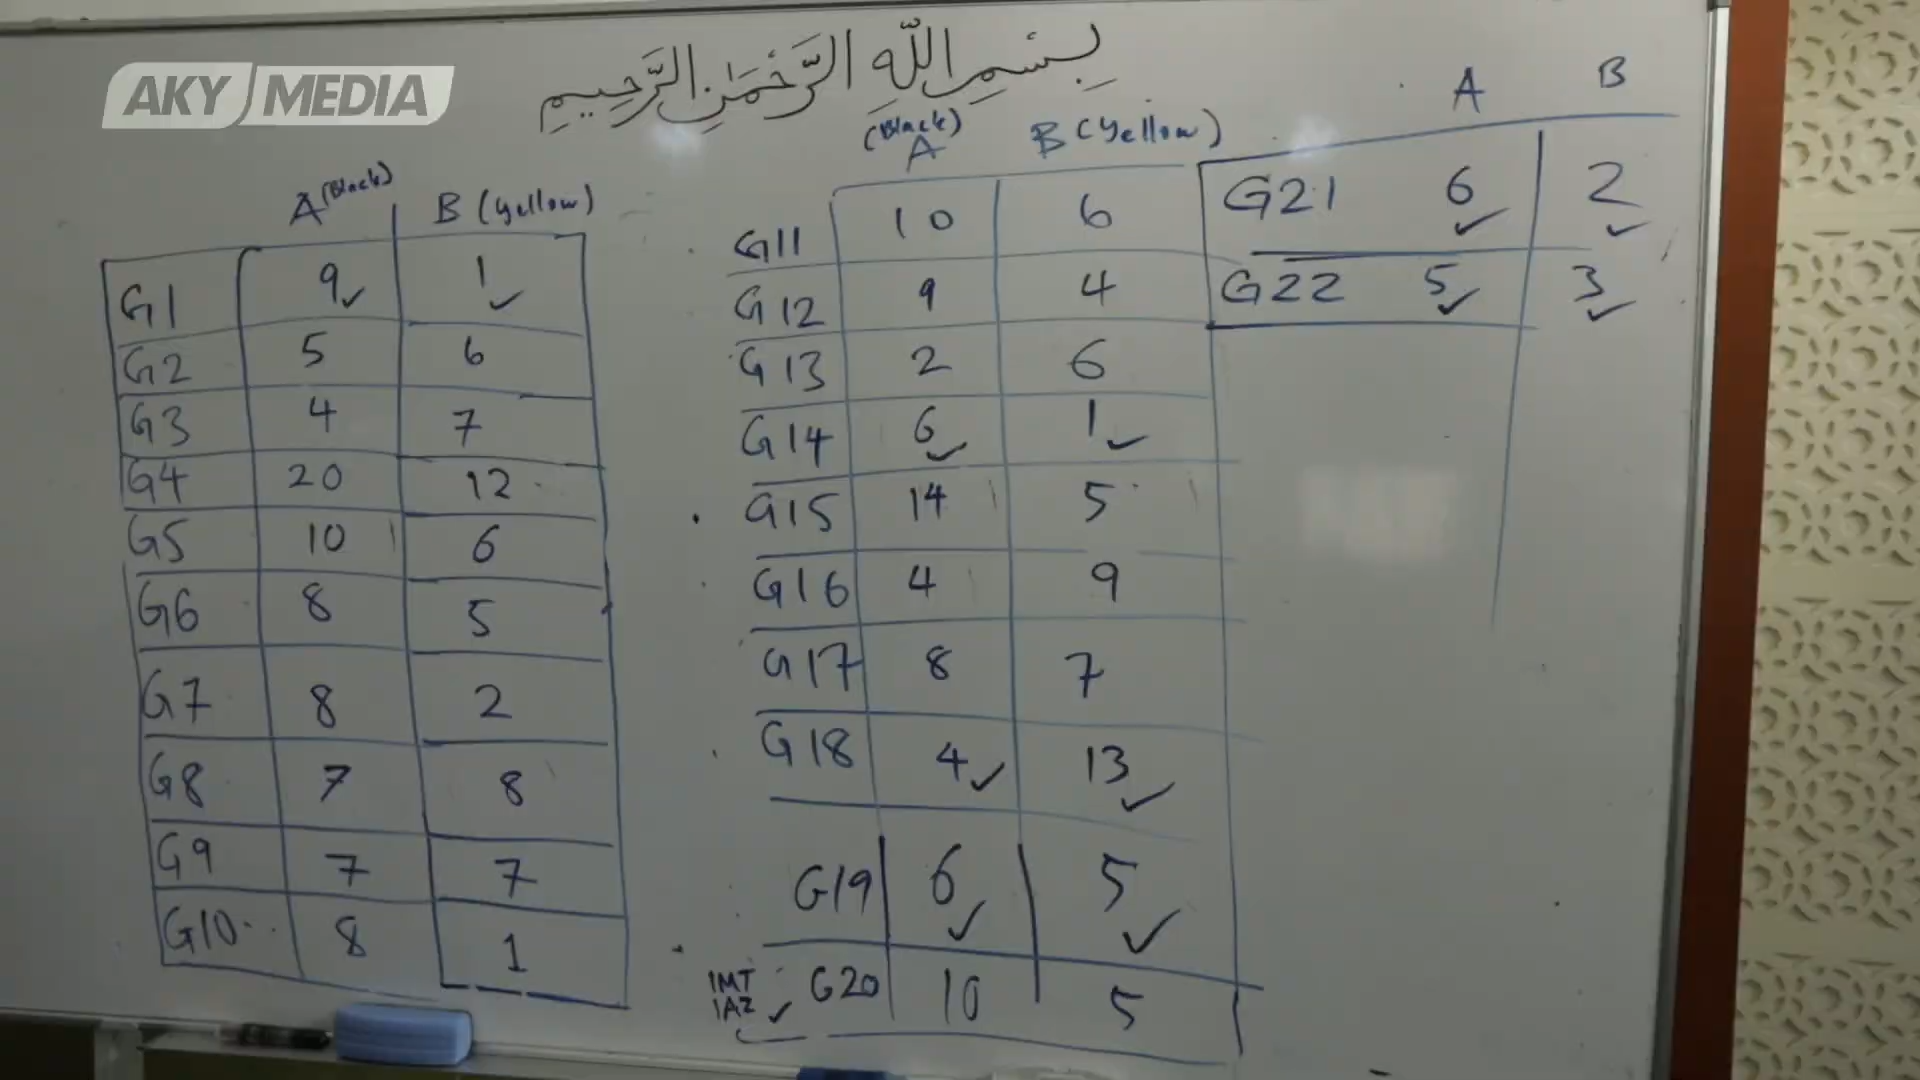 AKY MEDIA
بِسْمِ اللَّهِ الرَّحْمَٰنِ الرَّحِيمِ
A (Black) B (Yellow)
G1 9 ✓ 1 ✓
G2 5 6
G3 4 7
G4 20 12
G5 10 6
G6 8 5
G7 8 2
G8 7 8
G9 7 7
G10 8 1
(Black)
A B (Yellow)
G11 10 6
G12 9 4
G13 2 6
G14 6 ✓ 1 ✓
G15 14 5
G16 4 9
G17 8 7
G18 4 ✓ 13 ✓
G19 6 ✓ 5 ✓
IMT
IAZ ✓ G20 10 5
A B
G21 6 ✓ 2 ✓
G22 5 ✓ 3 ✓